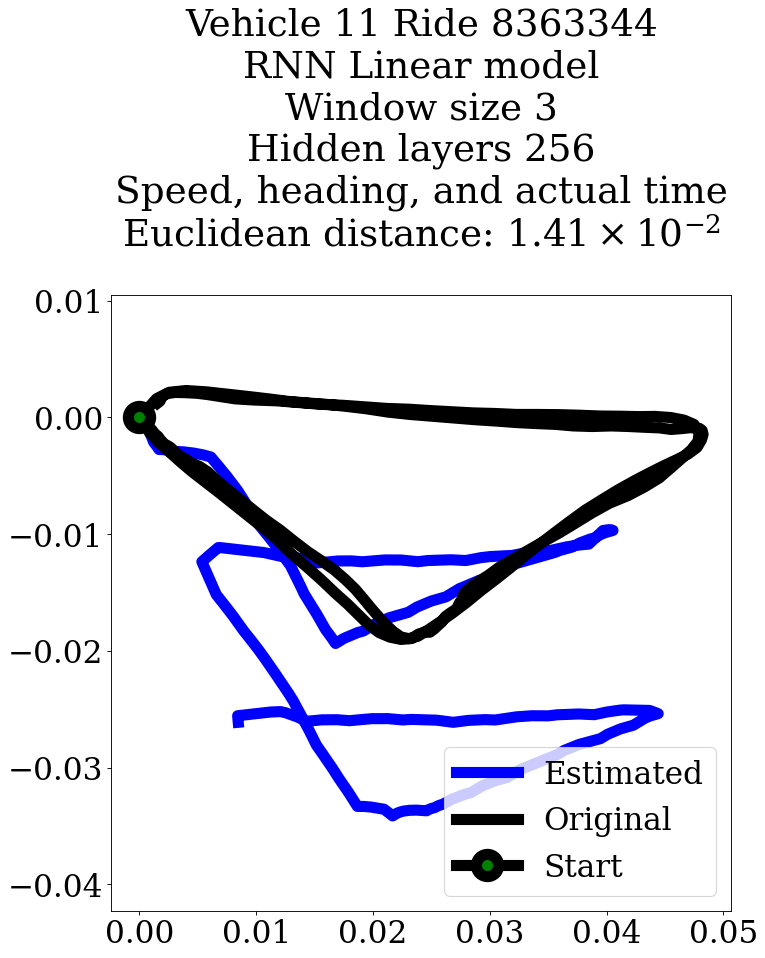 Vehicle 11 Ride 8363344
RNN Linear model
Window size 3
Hidden layers 256
Speed, heading, and actual time
Euclidean distance: 1.41 × 10⁻²
0.01
0.00
−0.01
−0.02
−0.03
−0.04
Estimated
Original
Start
0.00 0.01 0.02 0.03 0.04 0.05